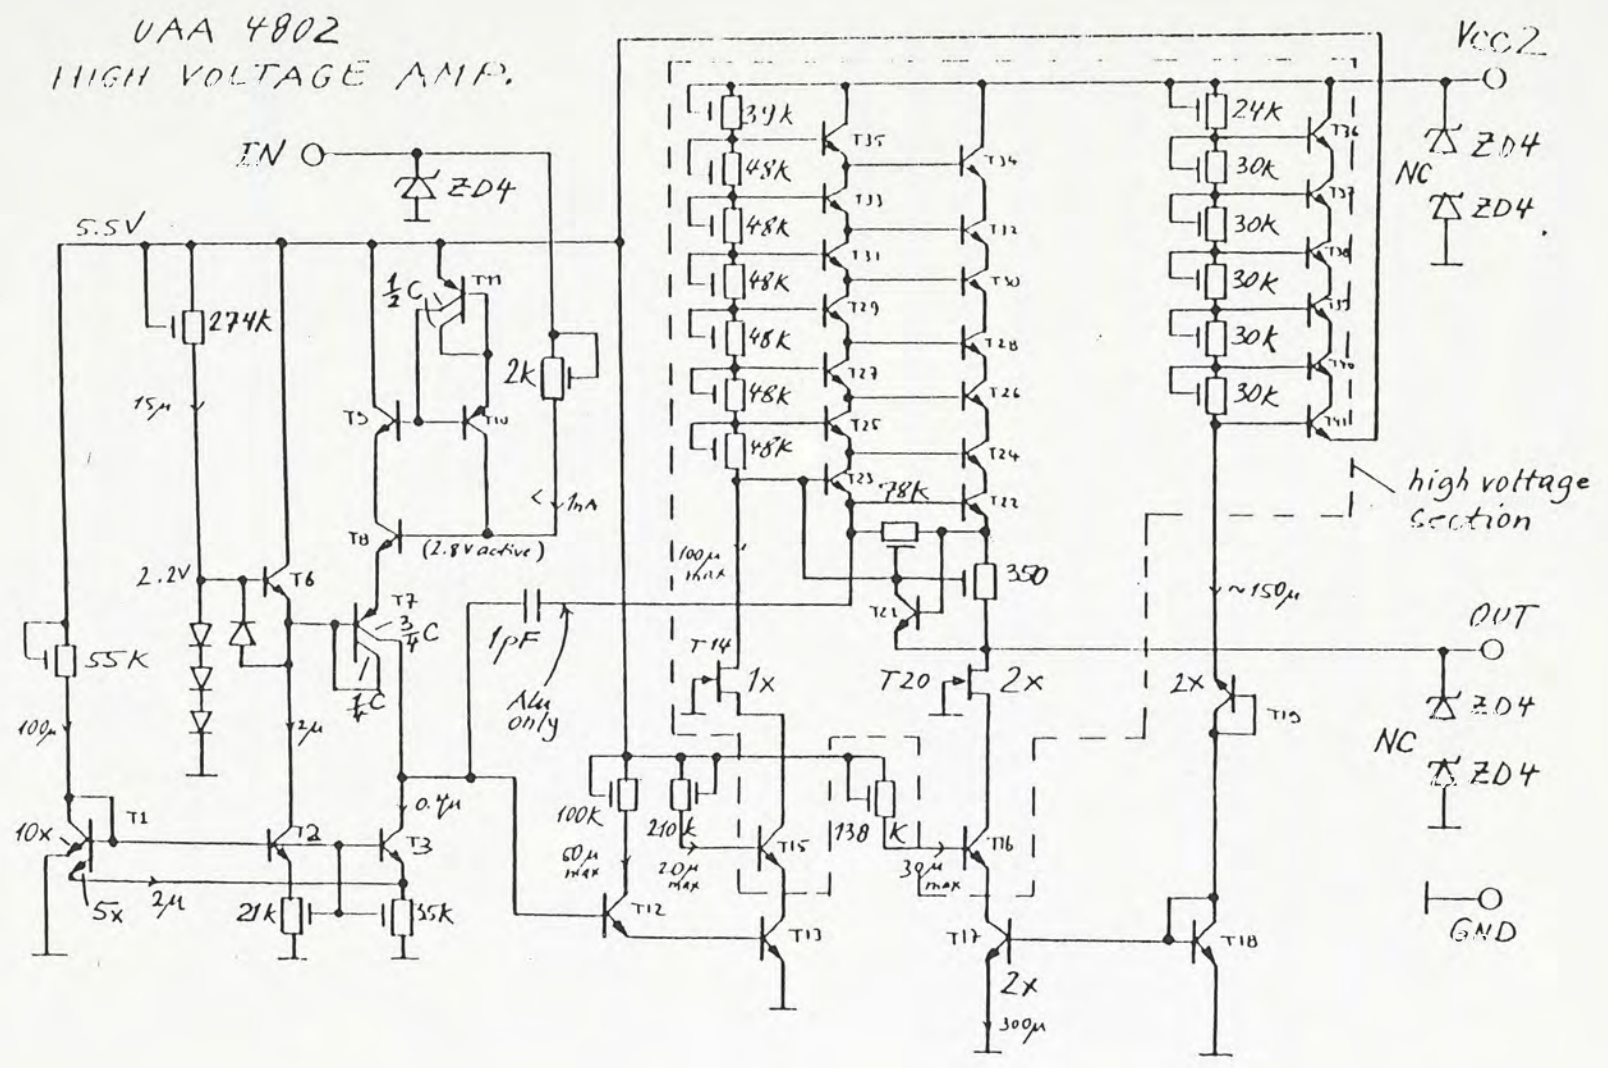 UAA 4802
HIGH VOLTAGE AMP.
Vcc2
IN
ZD4
5.5V
274K
15µ
2.2V
55K
100µ
T1
10x
5x
2µ
T6
2µ
T2
21K
T3
35K
0.4µ
½C
T11
T9
T10
2K
1nA
T8
(2.8V active)
T7
¾C
¼C
1pF
Alu
only
39K
48K
48K
48K
48K
48K
48K
T35
T33
T31
T29
T27
T25
T23
T34
T32
T30
T28
T26
T24
T22
78K
350
T21
100µ
max
T14
1x
T20
2x
100K
60µ
max
210K
20µ
max
T15
138 K
30µ
max
T16
T12
T13
T17
2x
300µ
T18
24K
30K
30K
30K
30K
30K
T36
T37
T38
T39
T40
T41
NC
ZD4
ZD4
high voltage
section
~150µ
2x
T19
OUT
ZD4
NC
ZD4
GND